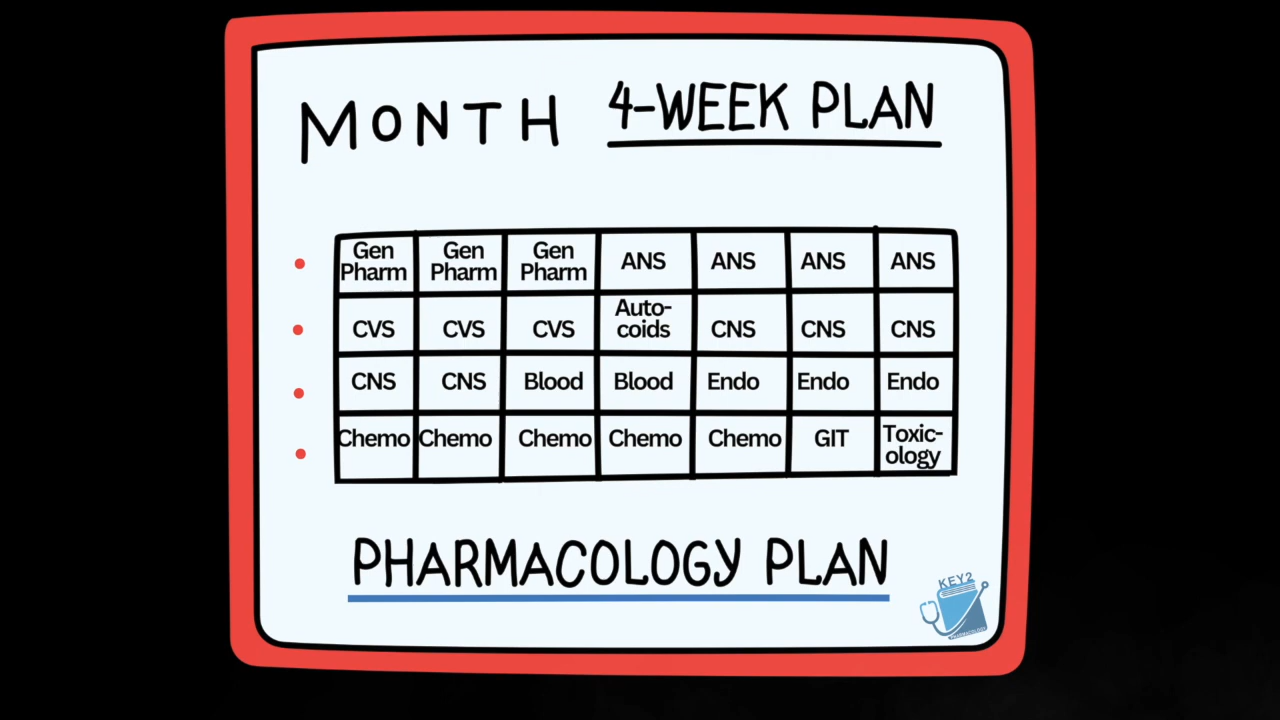 MONTH 4-WEEK PLAN
Gen Pharm Gen Pharm Gen Pharm ANS ANS ANS ANS
CVS CVS CVS Auto-coids CNS CNS CNS
CNS CNS Blood Blood Endo Endo Endo
Chemo Chemo Chemo Chemo Chemo GIT Toxic-ology
PHARMACOLOGY PLAN
KEY2
PHARMACOLOGY